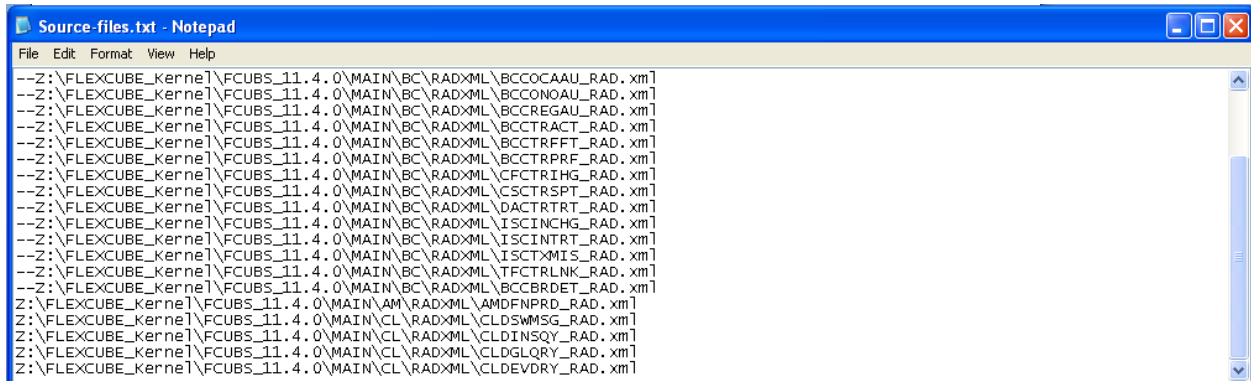 Source-files.txt - Notepad
File Edit Format View Help
--Z:\FLEXCUBE_Kernel\FCUBS_11.4.0\MAIN\BC\RADXML\BCCOCAAU_RAD.xml
--Z:\FLEXCUBE_Kernel\FCUBS_11.4.0\MAIN\BC\RADXML\BCCONOAU_RAD.xml
--Z:\FLEXCUBE_Kernel\FCUBS_11.4.0\MAIN\BC\RADXML\BCCREGAU_RAD.xml
--Z:\FLEXCUBE_Kernel\FCUBS_11.4.0\MAIN\BC\RADXML\BCCTRACT_RAD.xml
--Z:\FLEXCUBE_Kernel\FCUBS_11.4.0\MAIN\BC\RADXML\BCCTRFFT_RAD.xml
--Z:\FLEXCUBE_Kernel\FCUBS_11.4.0\MAIN\BC\RADXML\BCCTRPRF_RAD.xml
--Z:\FLEXCUBE_Kernel\FCUBS_11.4.0\MAIN\BC\RADXML\CFCTRIHG_RAD.xml
--Z:\FLEXCUBE_Kernel\FCUBS_11.4.0\MAIN\BC\RADXML\CSCTRSPT_RAD.xml
--Z:\FLEXCUBE_Kernel\FCUBS_11.4.0\MAIN\BC\RADXML\DACTRTRT_RAD.xml
--Z:\FLEXCUBE_Kernel\FCUBS_11.4.0\MAIN\BC\RADXML\ISCINCHG_RAD.xml
--Z:\FLEXCUBE_Kernel\FCUBS_11.4.0\MAIN\BC\RADXML\ISCINTRT_RAD.xml
--Z:\FLEXCUBE_Kernel\FCUBS_11.4.0\MAIN\BC\RADXML\ISCTXMIS_RAD.xml
--Z:\FLEXCUBE_Kernel\FCUBS_11.4.0\MAIN\BC\RADXML\TFCTRLNK_RAD.xml
--Z:\FLEXCUBE_Kernel\FCUBS_11.4.0\MAIN\BC\RADXML\BCCBRDET_RAD.xml
Z:\FLEXCUBE_Kernel\FCUBS_11.4.0\MAIN\AM\RADXML\AMDFNPRD_RAD.xml
Z:\FLEXCUBE_Kernel\FCUBS_11.4.0\MAIN\CL\RADXML\CLDSWMSG_RAD.xml
Z:\FLEXCUBE_Kernel\FCUBS_11.4.0\MAIN\CL\RADXML\CLDINSQY_RAD.xml
Z:\FLEXCUBE_Kernel\FCUBS_11.4.0\MAIN\CL\RADXML\CLDGLQRY_RAD.xml
Z:\FLEXCUBE_Kernel\FCUBS_11.4.0\MAIN\CL\RADXML\CLDEVDRY_RAD.xml